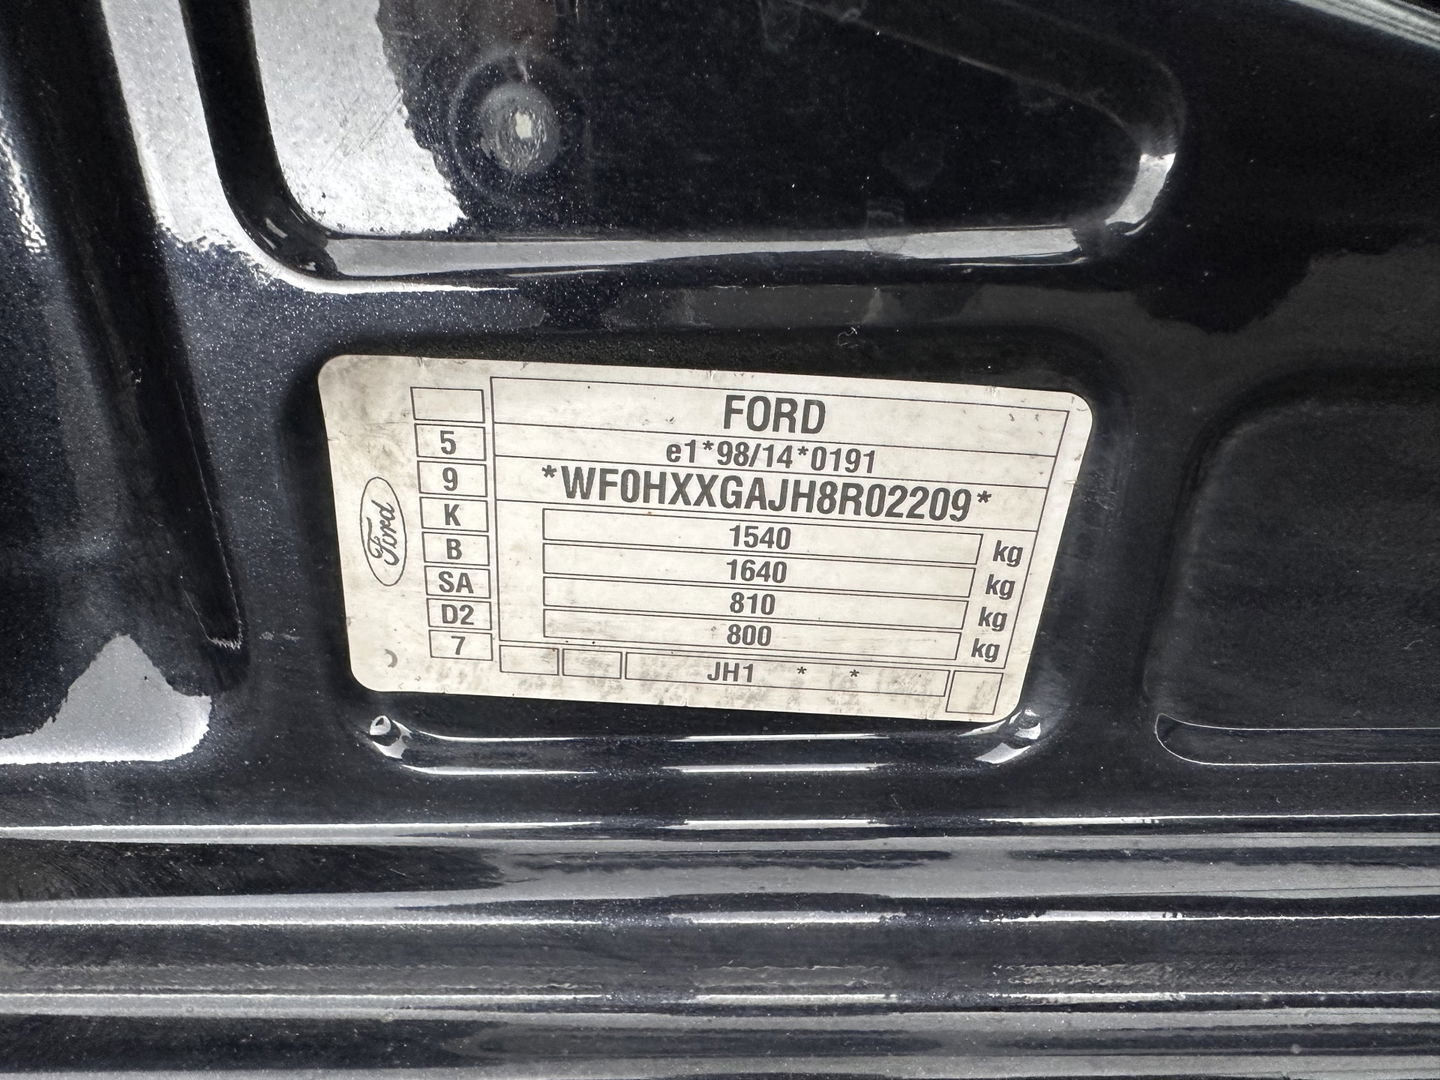 FORD
e1*98/14*0191
*WF0HXXGAJH8R02209*
1540 kg
1640 kg
810 kg
800 kg
JH1 * *
5
9
K
B
SA
D2
7
Ford